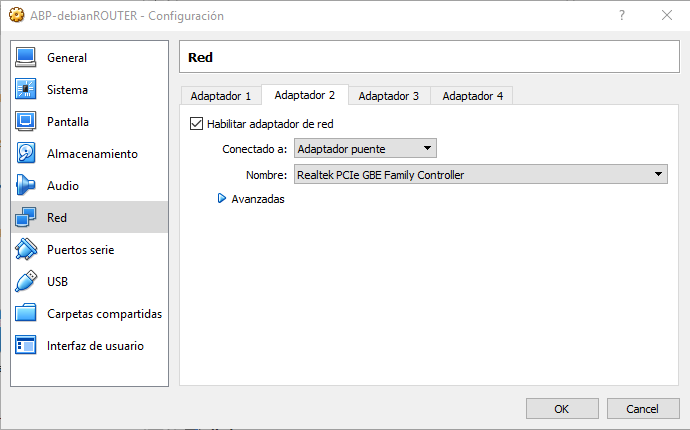 ABP-debianROUTER - Configuración
General
Sistema
Pantalla
Almacenamiento
Audio
Red
Puertos serie
USB
Carpetas compartidas
Interfaz de usuario
Red
Adaptador 1 Adaptador 2 Adaptador 3 Adaptador 4
Habilitar adaptador de red
Conectado a: Adaptador puente
Nombre: Realtek PCIe GBE Family Controller
Avanzadas
OK Cancel